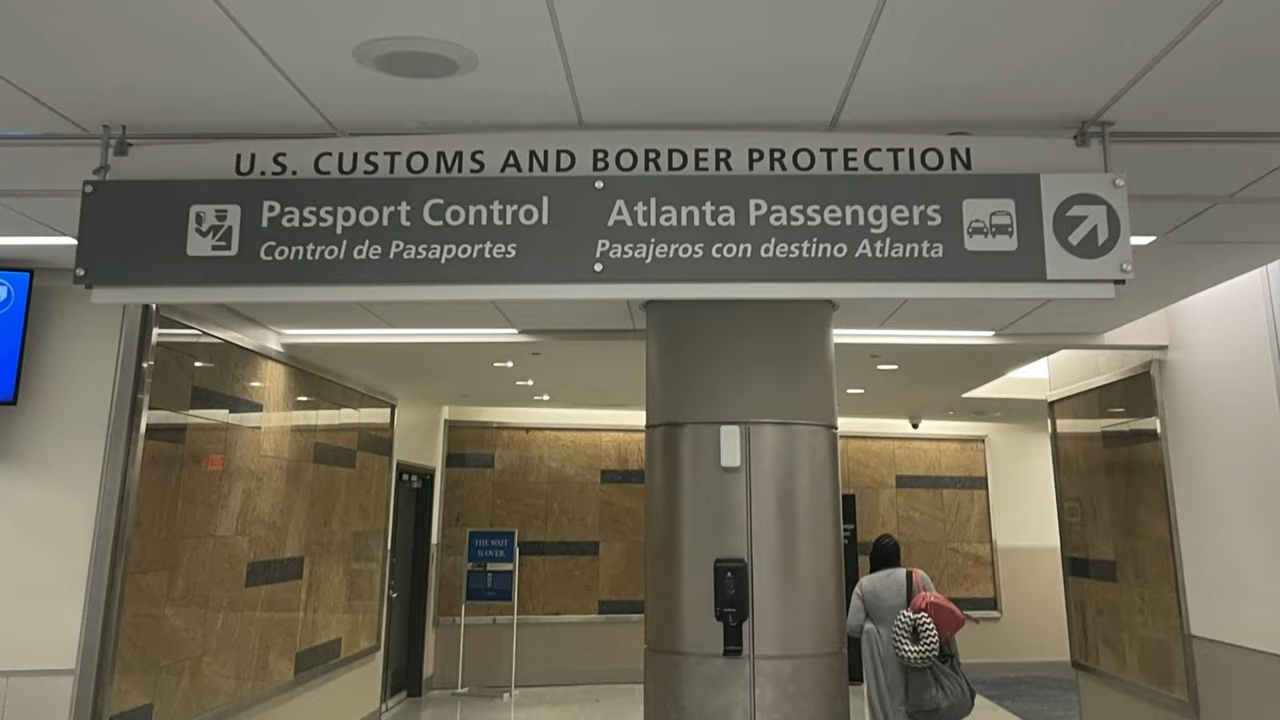 U.S. CUSTOMS AND BORDER PROTECTION
Passport Control
Control de Pasaportes
Atlanta Passengers
Pasajeros con destino Atlanta
THE WAIT
IS OVER.